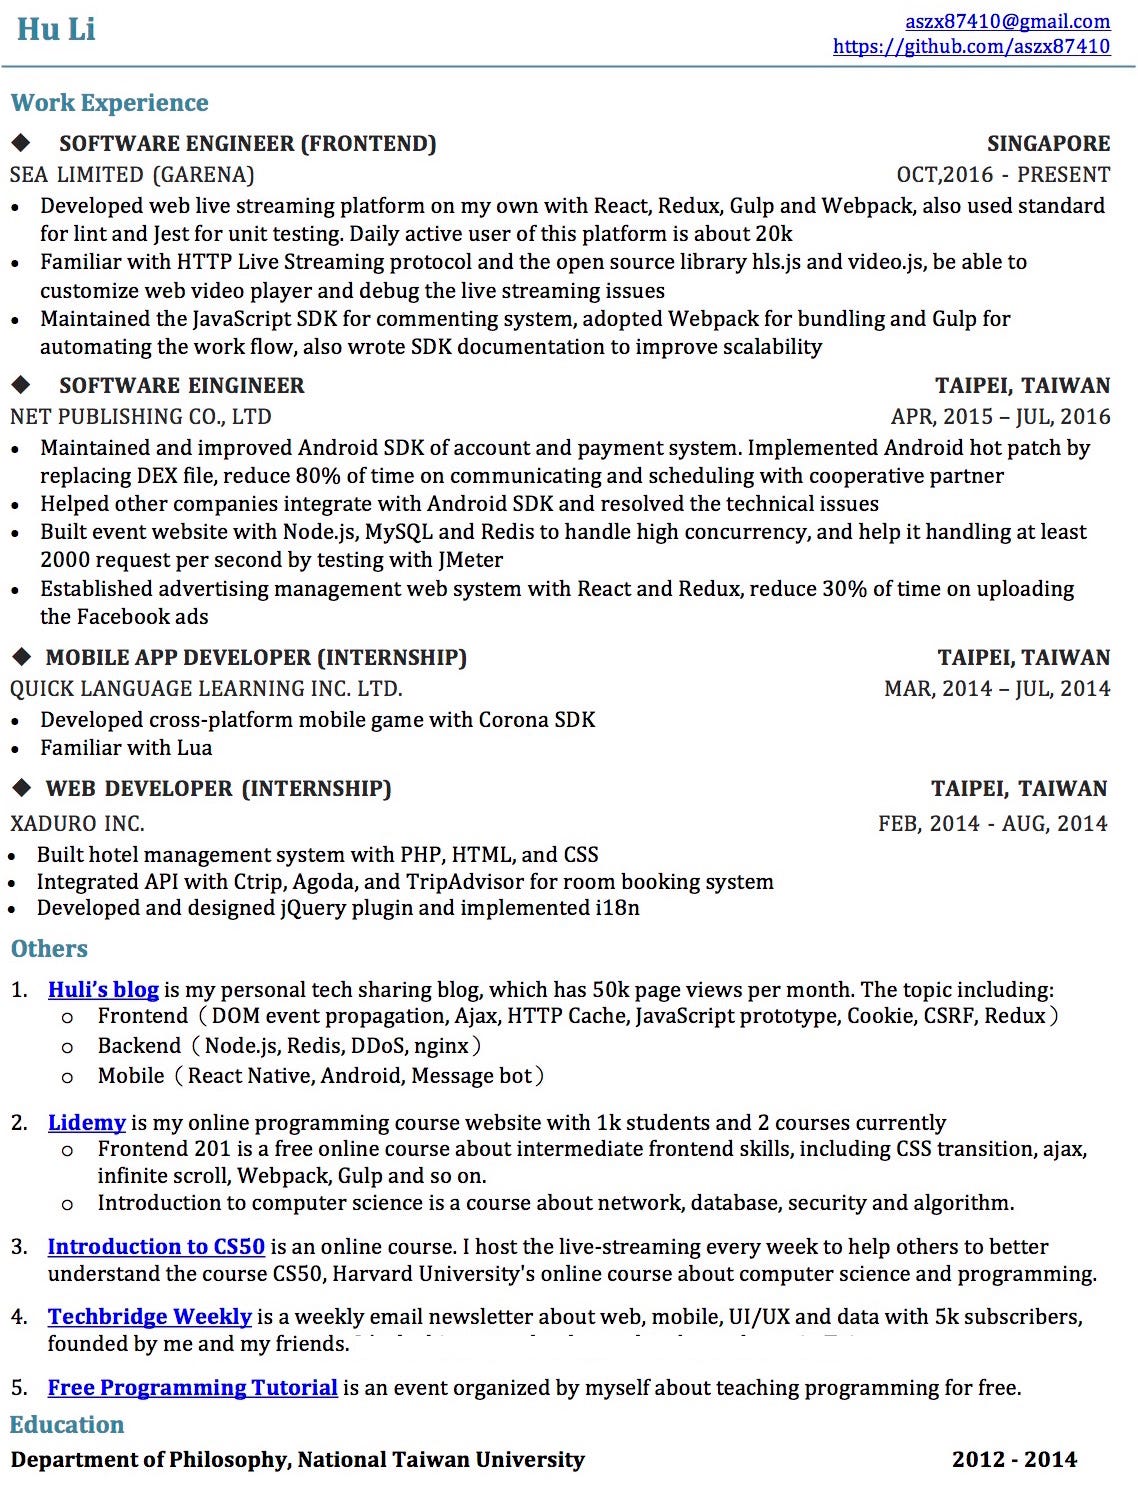 Hu Li
aszx87410@gmail.com
https://github.com/aszx87410
Work Experience
◆ SOFTWARE ENGINEER (FRONTEND) SINGAPORE
SEA LIMITED (GARENA) OCT,2016 - PRESENT
• Developed web live streaming platform on my own with React, Redux, Gulp and Webpack, also used standard
for lint and Jest for unit testing. Daily active user of this platform is about 20k
• Familiar with HTTP Live Streaming protocol and the open source library hls.js and video.js, be able to
customize web video player and debug the live streaming issues
• Maintained the JavaScript SDK for commenting system, adopted Webpack for bundling and Gulp for
automating the work flow, also wrote SDK documentation to improve scalability
◆ SOFTWARE EINGINEER TAIPEI, TAIWAN
NET PUBLISHING CO., LTD APR, 2015 – JUL, 2016
• Maintained and improved Android SDK of account and payment system. Implemented Android hot patch by
replacing DEX file, reduce 80% of time on communicating and scheduling with cooperative partner
• Helped other companies integrate with Android SDK and resolved the technical issues
• Built event website with Node.js, MySQL and Redis to handle high concurrency, and help it handling at least
2000 request per second by testing with JMeter
• Established advertising management web system with React and Redux, reduce 30% of time on uploading
the Facebook ads
◆ MOBILE APP DEVELOPER (INTERNSHIP) TAIPEI, TAIWAN
QUICK LANGUAGE LEARNING INC. LTD. MAR, 2014 – JUL, 2014
• Developed cross-platform mobile game with Corona SDK
• Familiar with Lua
◆ WEB DEVELOPER (INTERNSHIP) TAIPEI, TAIWAN
XADURO INC. FEB, 2014 - AUG, 2014
• Built hotel management system with PHP, HTML, and CSS
• Integrated API with Ctrip, Agoda, and TripAdvisor for room booking system
• Developed and designed jQuery plugin and implemented i18n
Others
1. Huli's blog is my personal tech sharing blog, which has 50k page views per month. The topic including:
o Frontend（DOM event propagation, Ajax, HTTP Cache, JavaScript prototype, Cookie, CSRF, Redux）
o Backend（Node.js, Redis, DDoS, nginx）
o Mobile（React Native, Android, Message bot）
2. Lidemy is my online programming course website with 1k students and 2 courses currently
o Frontend 201 is a free online course about intermediate frontend skills, including CSS transition, ajax,
infinite scroll, Webpack, Gulp and so on.
o Introduction to computer science is a course about network, database, security and algorithm.
3. Introduction to CS50 is an online course. I host the live-streaming every week to help others to better
understand the course CS50, Harvard University's online course about computer science and programming.
4. Techbridge Weekly is a weekly email newsletter about web, mobile, UI/UX and data with 5k subscribers,
founded by me and my friends.
5. Free Programming Tutorial is an event organized by myself about teaching programming for free.
Education
Department of Philosophy, National Taiwan University 2012 - 2014